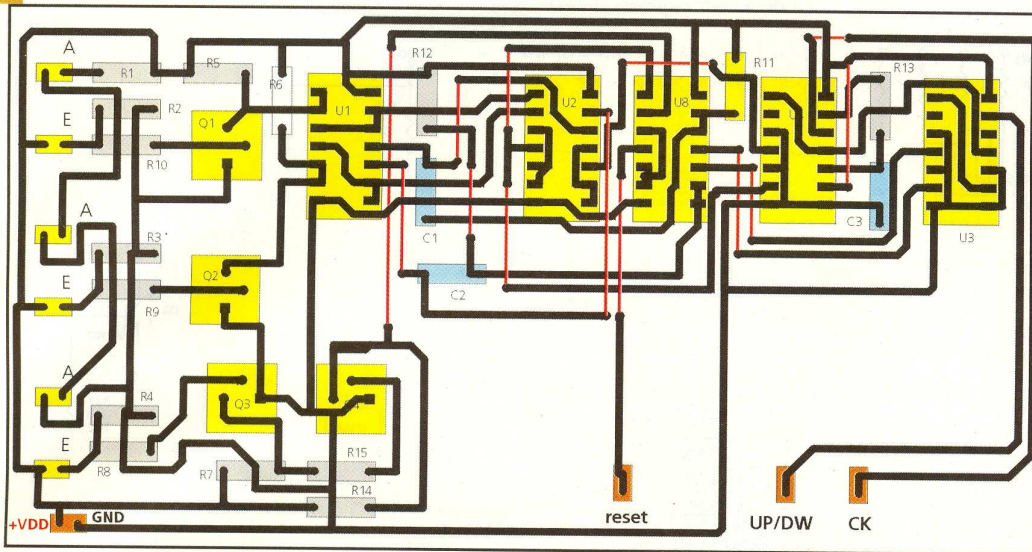 A
R1
R5
R6
R12
R11
R13
E
R2
Q1
R10
U1
U2
U8
A
R3
C1
C3
U3
E
R9
Q2
C2
A
R4
Q3
E
R8
R7
R15
R14
+VDD
GND
reset
UP/DW
CK